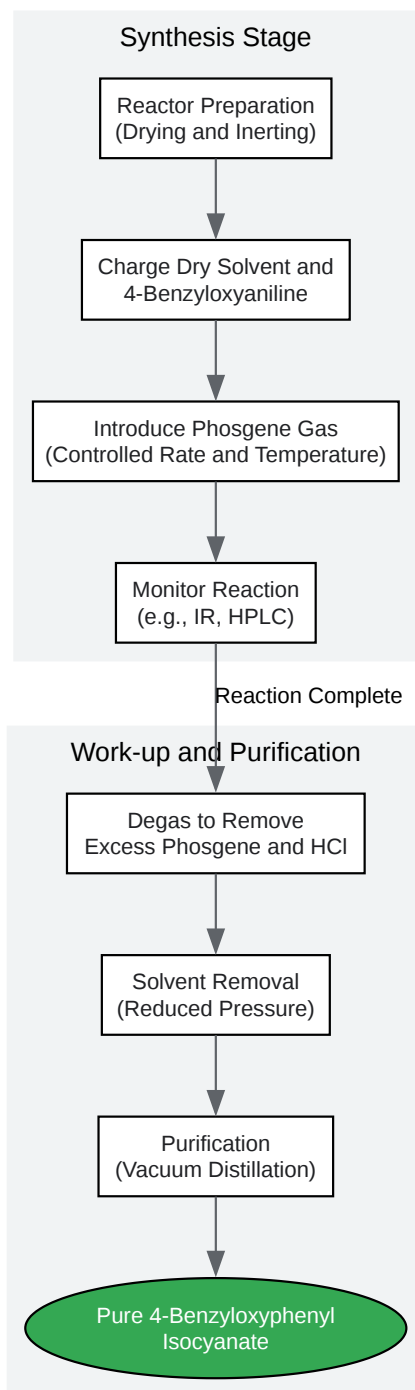 Synthesis Stage
Reactor Preparation
(Drying and Inerting)
Charge Dry Solvent and
4-Benzyloxyaniline
Introduce Phosgene Gas
(Controlled Rate and Temperature)
Monitor Reaction
(e.g., IR, HPLC)
Reaction Complete
Work-up and Purification
Degas to Remove
Excess Phosgene and HCl
Solvent Removal
(Reduced Pressure)
Purification
(Vacuum Distillation)
Pure 4-Benzyloxyphenyl
Isocyanate